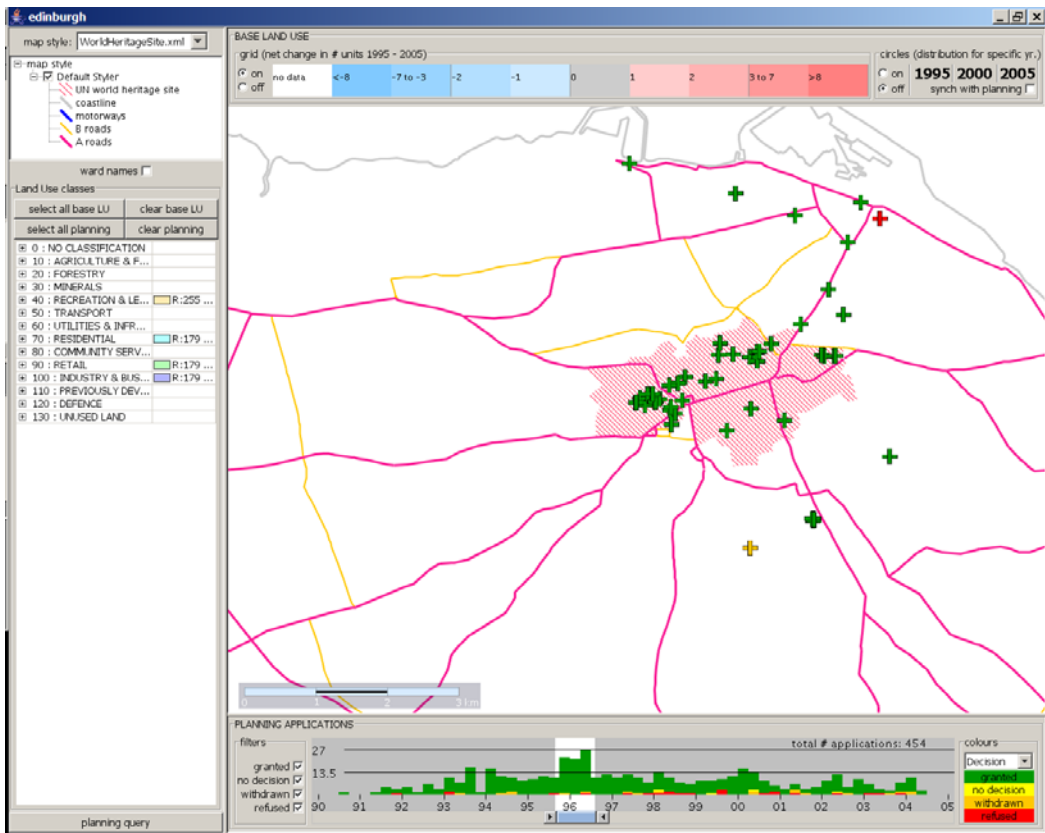 edinburgh
map style: WorldHeritageSite.xml
map style
Default Styler
UN world heritage site
coastline
motorways
B roads
A roads
ward names
Land Use classes
select all base LU clear base LU
select all planning clear planning
0 : NO CLASSIFICATION
10 : AGRICULTURE & F...
20 : FORESTRY
30 : MINERALS
40 : RECREATION & LE... R:255 ...
50 : TRANSPORT
60 : UTILITIES & INFR...
70 : RESIDENTIAL R:179 ...
80 : COMMUNITY SERV...
90 : RETAIL R:179 ...
100 : INDUSTRY & BUS... R:179 ...
110 : PREVIOUSLY DEV...
120 : DEFENCE
130 : UNUSED LAND
planning query
BASE LAND USE
grid (net change in # units 1995 - 2005)
on
off
no data <-8 -7 to -3 -2 -1 0 1 2 3 to 7 >8
circles (distribution for specific yr.)
on
off
1995 2000 2005
synch with planning
0 1 2 3
PLANNING APPLICATIONS
filters
granted
no decision
withdrawn
refused
total # applications: 454
27
13.5
90 91 92 93 94 95 96 97 98 99 00 01 02 03 04 05
colours
Decision
granted
no decision
withdrawn
refused